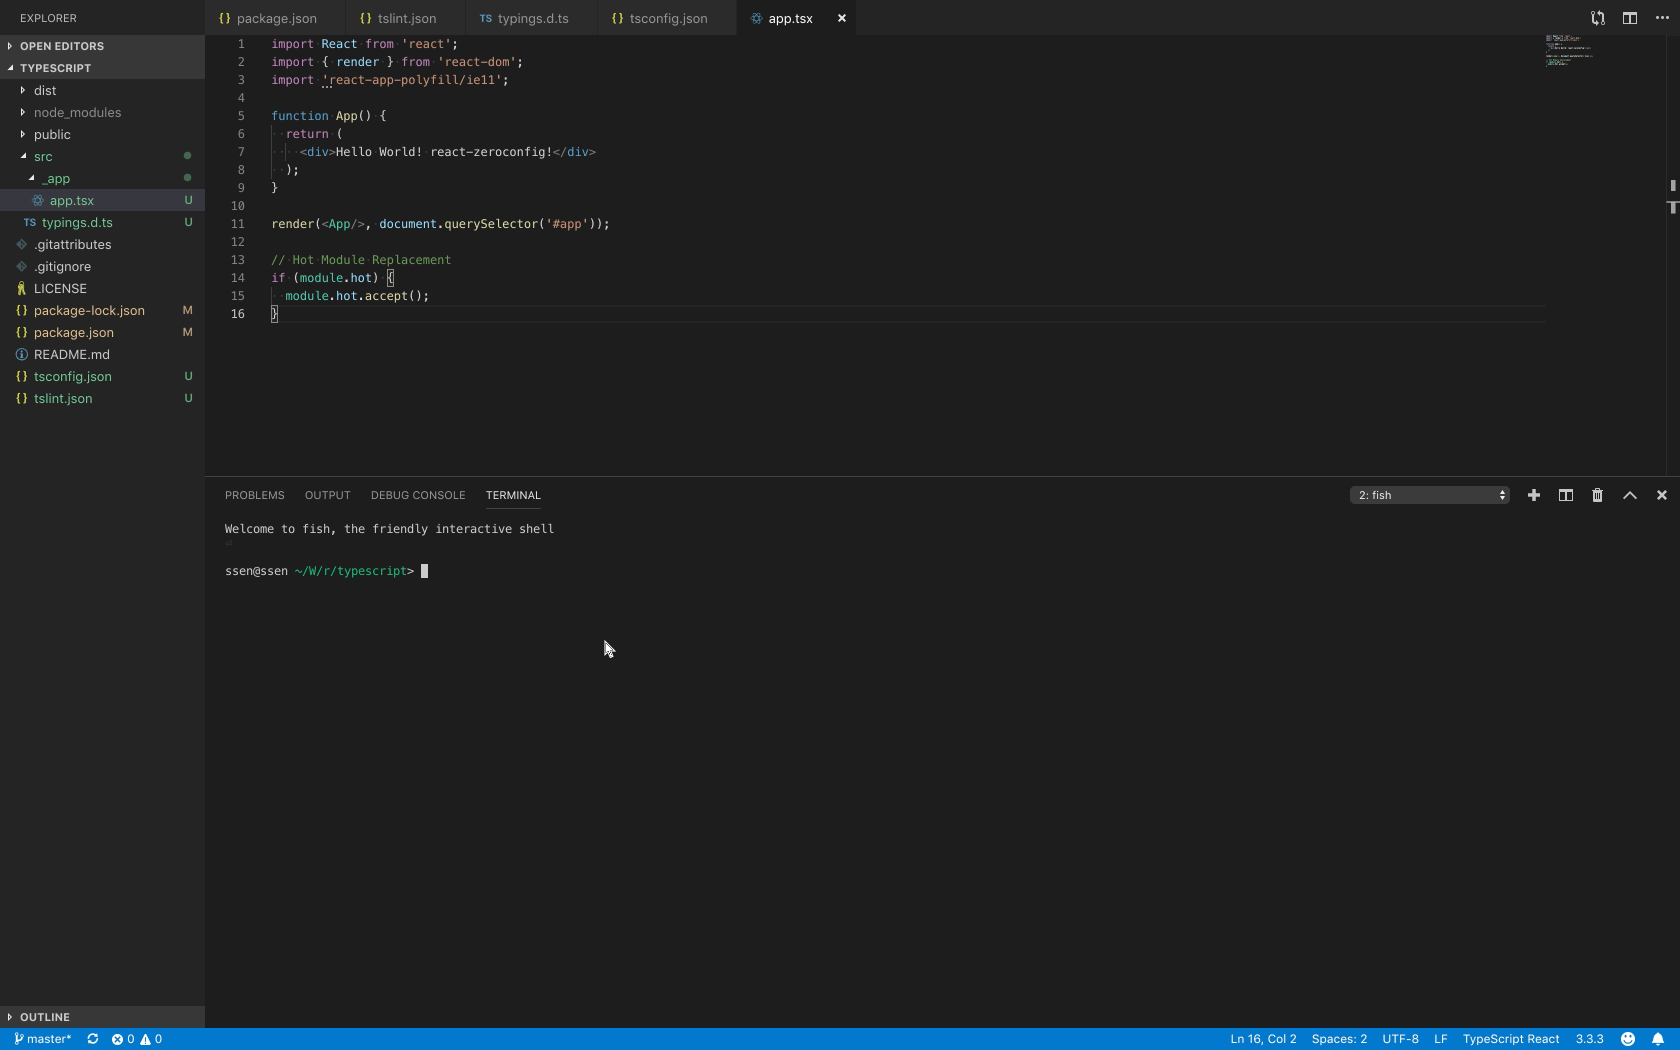 EXPLORER
OPEN EDITORS
TYPESCRIPT
dist
node_modules
public
src
_app
app.tsx U
TS typings.d.ts U
.gitattributes
.gitignore
LICENSE
{} package-lock.json M
{} package.json M
README.md
{} tsconfig.json U
{} tslint.json U
OUTLINE
{} package.json {} tslint.json TS typings.d.ts {} tsconfig.json app.tsx ×
1 import React from 'react';
2 import { render } from 'react-dom';
3 import 'react-app-polyfill/ie11';
4
5 function App() {
6 return (
7 <div>Hello World! react-zeroconfig!</div>
8 );
9 }
10
11 render(<App/>, document.querySelector('#app'));
12
13 // Hot Module Replacement
14 if (module.hot) {
15 module.hot.accept();
16 }
PROBLEMS OUTPUT DEBUG CONSOLE TERMINAL 2: fish
Welcome to fish, the friendly interactive shell
⏎
ssen@ssen ~/W/r/typescript>
master* 0 0 Ln 16, Col 2 Spaces: 2 UTF-8 LF TypeScript React 3.3.3